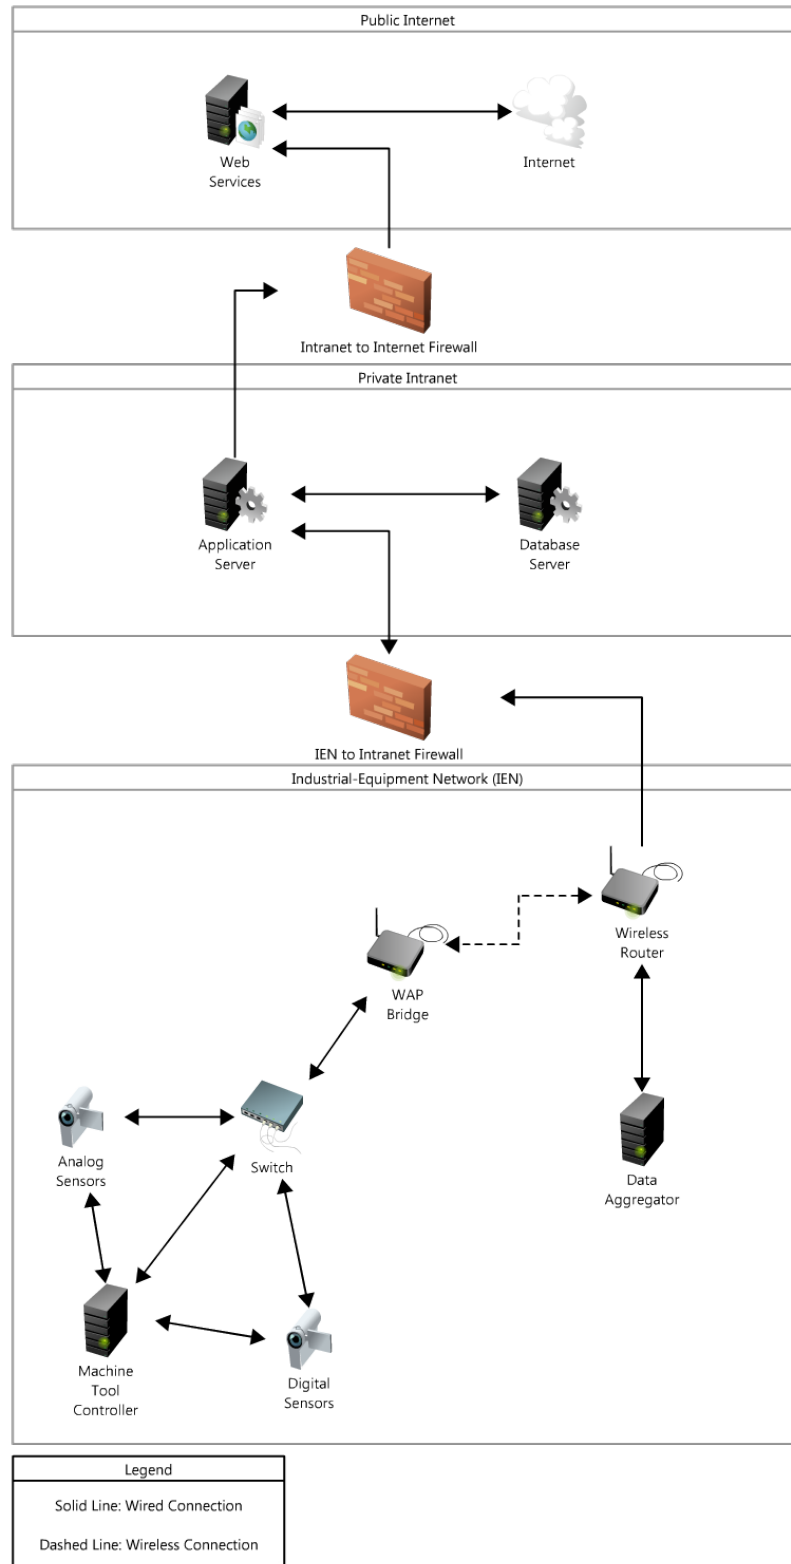 Public Internet
Web
Services
Internet
Intranet to Internet Firewall
Private Intranet
Application
Server
Database
Server
IEN to Intranet Firewall
Industrial-Equipment Network (IEN)
Wireless
Router
WAP
Bridge
Analog
Sensors
Switch
Data
Aggregator
Machine
Tool
Controller
Digital
Sensors
Legend
Solid Line: Wired Connection
Dashed Line: Wireless Connection